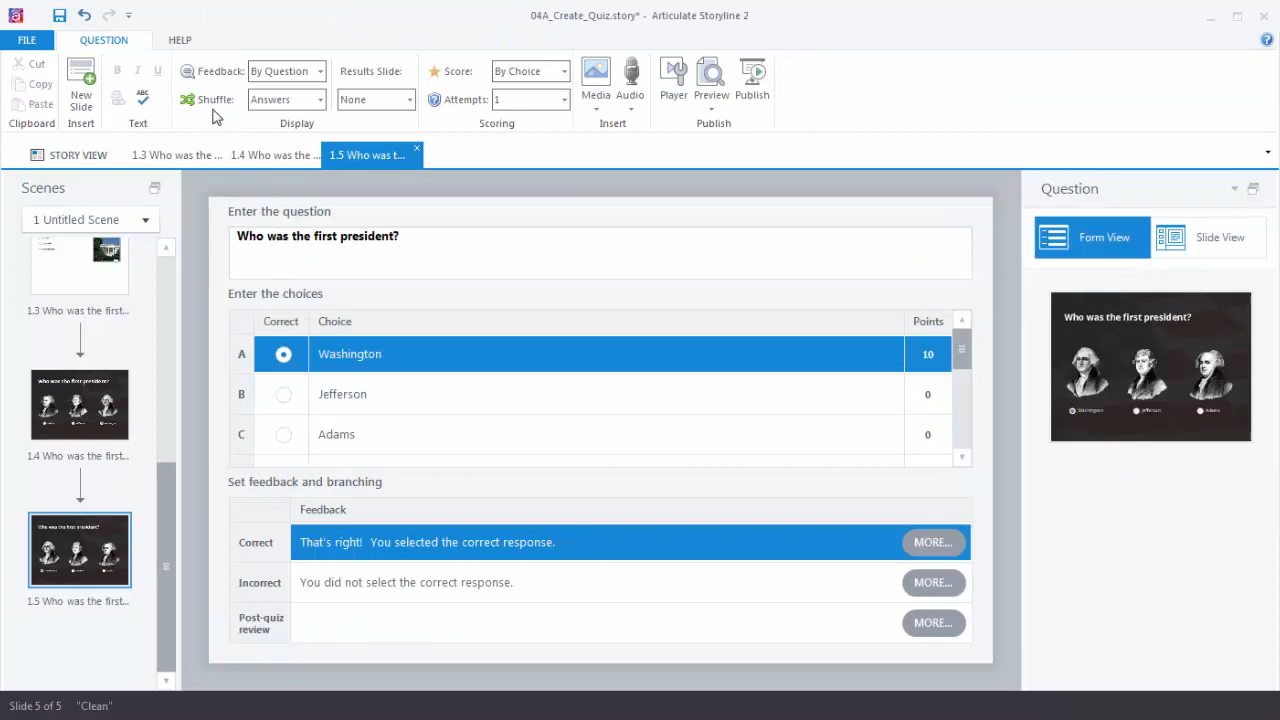 04A_Create_Quiz.story* - Articulate Storyline 2
FILE
QUESTION
HELP
Cut
Copy
Paste
Clipboard
New
Slide
Insert
B I U
ABC
Text
Feedback: By Question
Shuffle: Answers
Results Slide:
None
Display
Score: By Choice
Attempts: 1
Scoring
Media
Audio
Insert
Player
Preview
Publish
Publish
STORY VIEW
1.3 Who was the ...
1.4 Who was the ...
1.5 Who was t...
Scenes
1 Untitled Scene
1.3 Who was the first...
Who was the first president?
1.4 Who was the first...
Who was the first president?
1.5 Who was the first...
Enter the question
Who was the first president?
Enter the choices
Correct Choice Points
A Washington 10
B Jefferson 0
C Adams 0
Set feedback and branching
Feedback
Correct That's right! You selected the correct response. MORE...
Incorrect You did not select the correct response. MORE...
Post-quiz
review MORE...
Question
Form View
Slide View
Who was the first president?
Washington Jefferson Adams
Slide 5 of 5 "Clean"